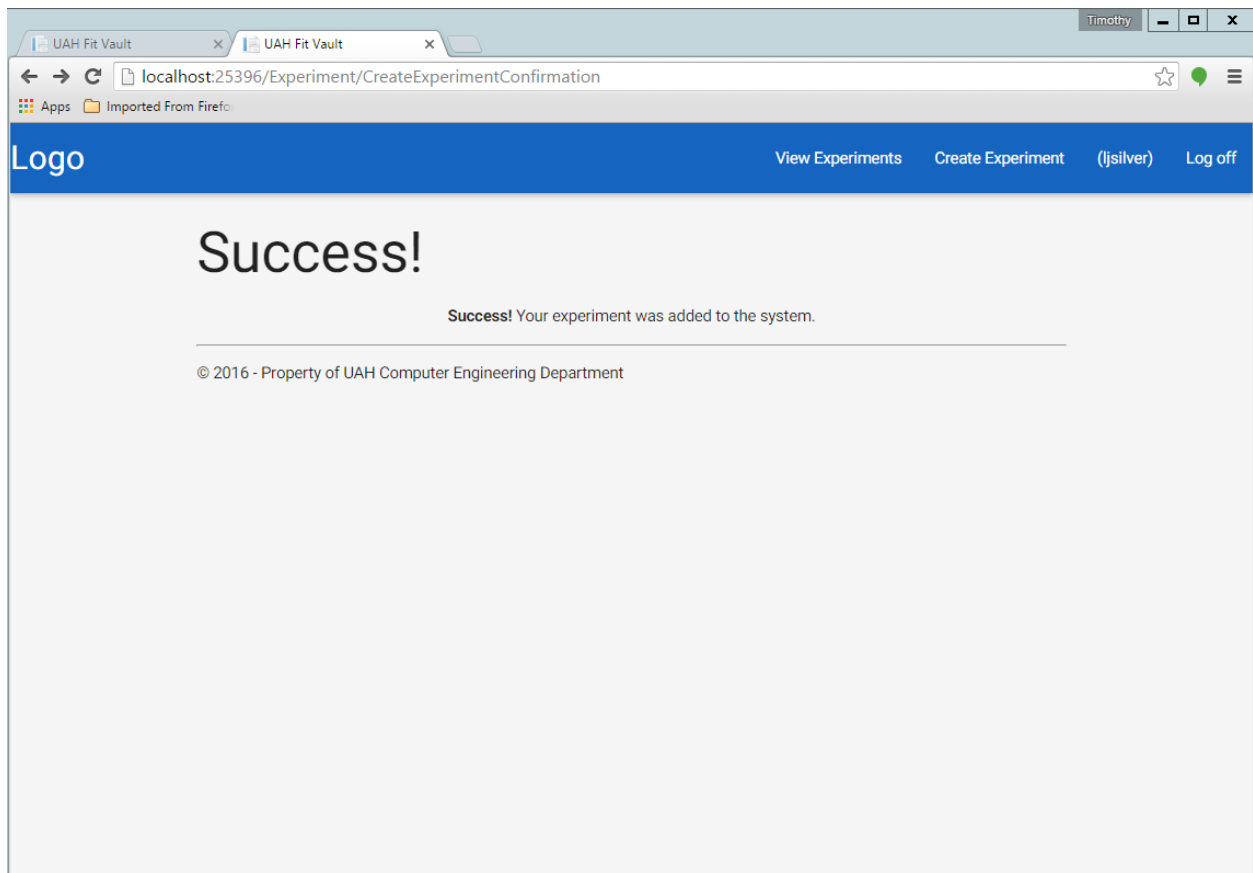 Timothy
UAH Fit Vault
UAH Fit Vault
localhost:25396/Experiment/CreateExperimentConfirmation
Apps Imported From Firefo
Logo View Experiments Create Experiment (ljsilver) Log off
Success!
Success! Your experiment was added to the system.
© 2016 - Property of UAH Computer Engineering Department